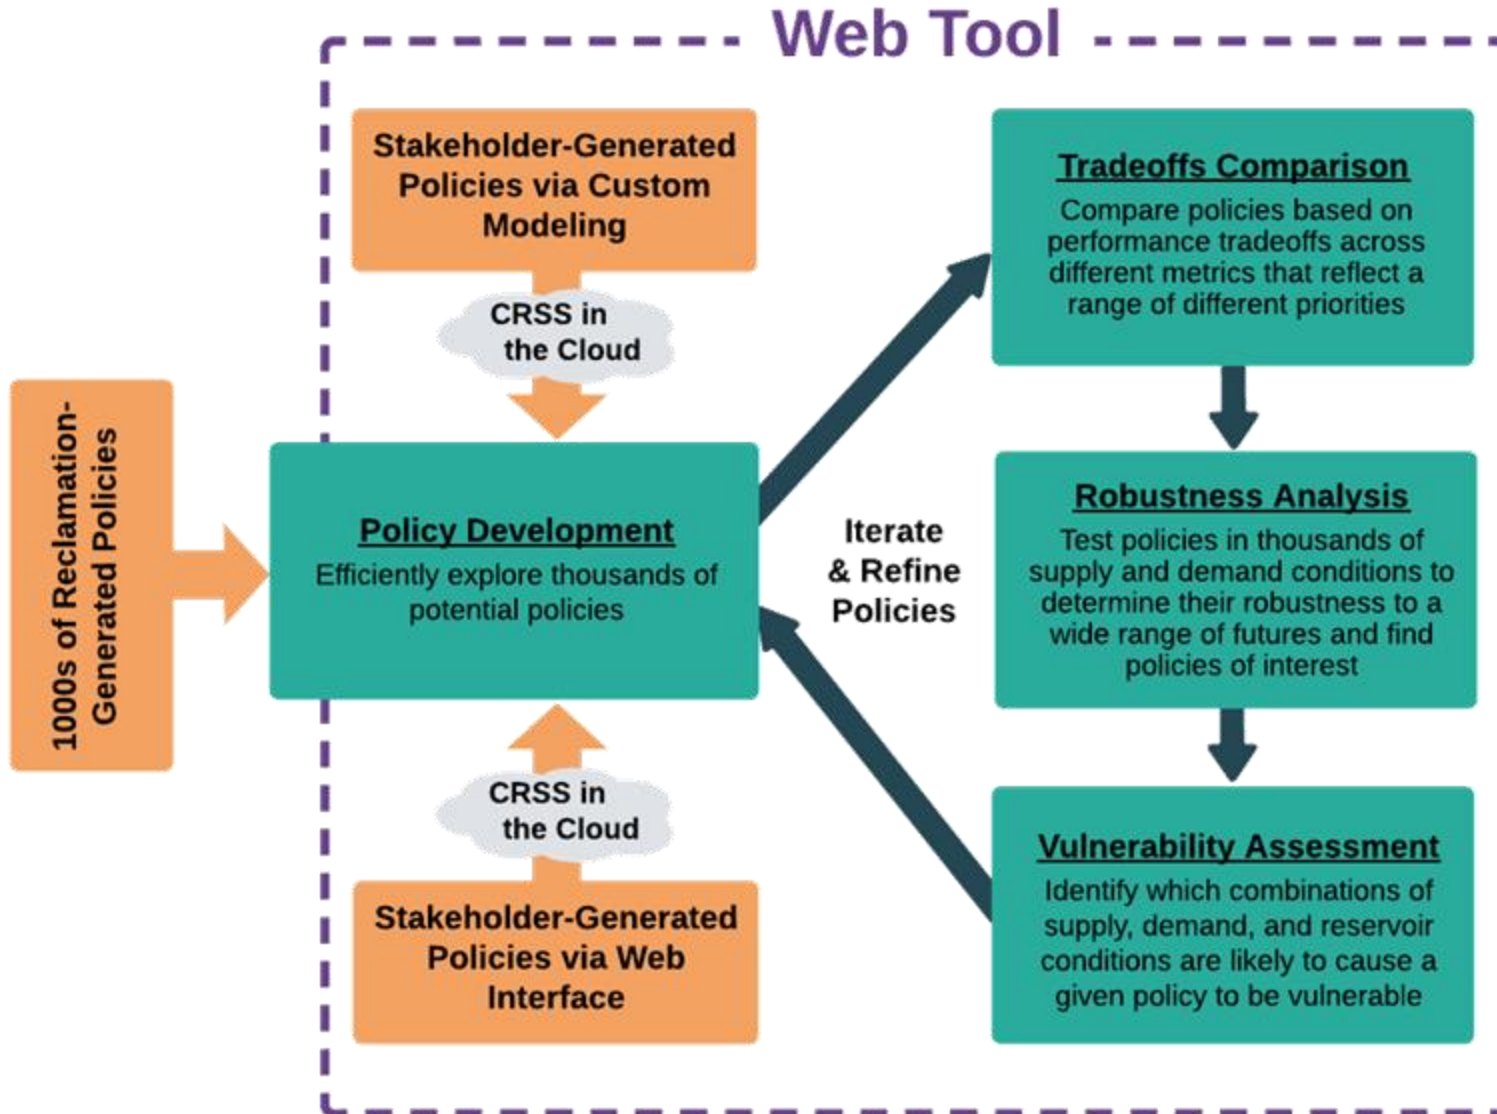 Web Tool
Stakeholder-Generated
Policies via Custom
Modeling
CRSS in
the Cloud
1000s of Reclamation-
Generated Policies
Policy Development
Efficiently explore thousands of
potential policies
CRSS in
the Cloud
Stakeholder-Generated
Policies via Web
Interface
Iterate
& Refine
Policies
Tradeoffs Comparison
Compare policies based on
performance tradeoffs across
different metrics that reflect a
range of different priorities
Robustness Analysis
Test policies in thousands of
supply and demand conditions to
determine their robustness to a
wide range of futures and find
policies of interest
Vulnerability Assessment
Identify which combinations of
supply, demand, and reservoir
conditions are likely to cause a
given policy to be vulnerable